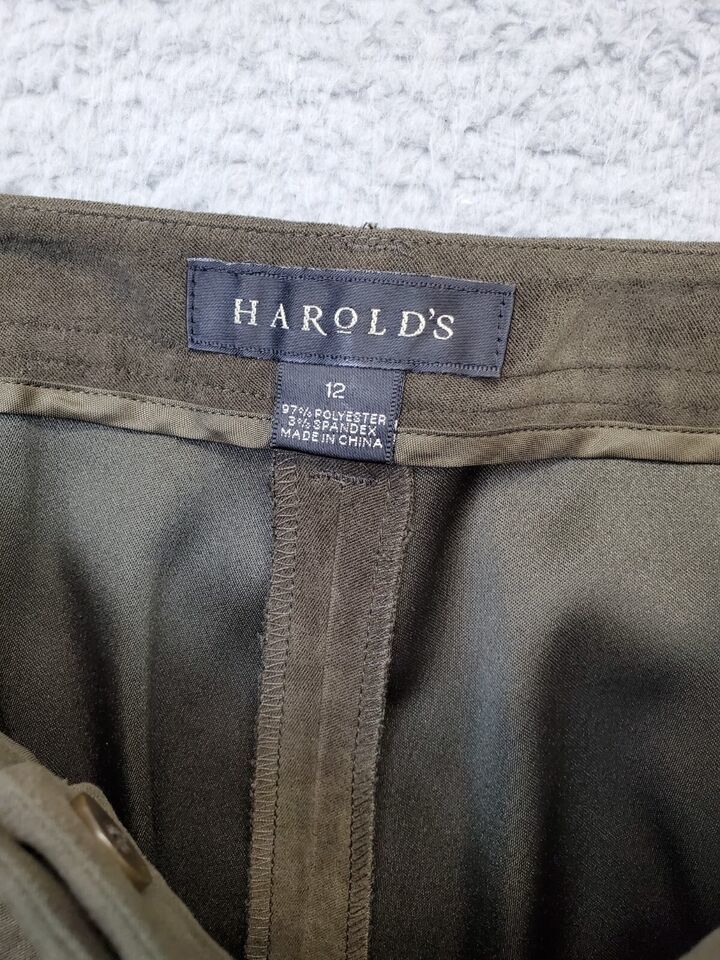 HAROLD'S
12
97% POLYESTER
3% SPANDEX
MADE IN CHINA